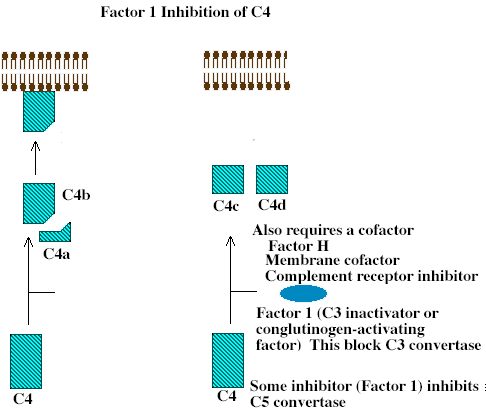 Factor 1 Inhibition of C4
C4b
C4a
C4
C4c C4d
Also requires a cofactor
Factor H
Membrane cofactor
Complement receptor inhibitor
Factor 1 (C3 inactivator or
conglutinogen-activating
factor) This block C3 convertase
C4
Some inhibitor (Factor 1) inhibits =
C5 convertase